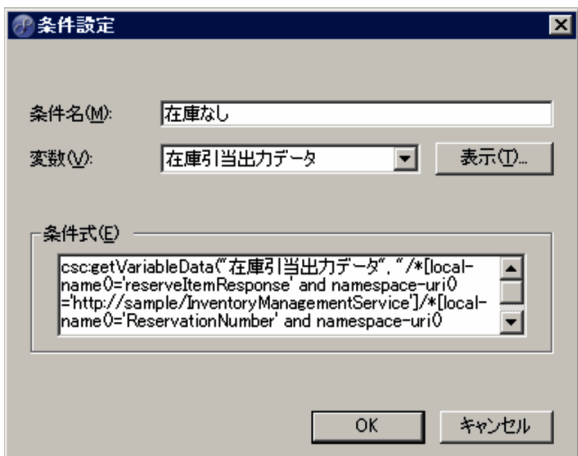 条件設定
条件名(M): 在庫なし
変数(V): 在庫引当出力データ 表示(T)...
条件式(E)
csc:getVariableData("在庫引当出力データ", "/*[local-
name()='reserveItemResponse' and namespace-uri()
='http://sample/InventoryManagementService']/*[local-
name()='ReservationNumber' and namespace-uri()
OK キャンセル